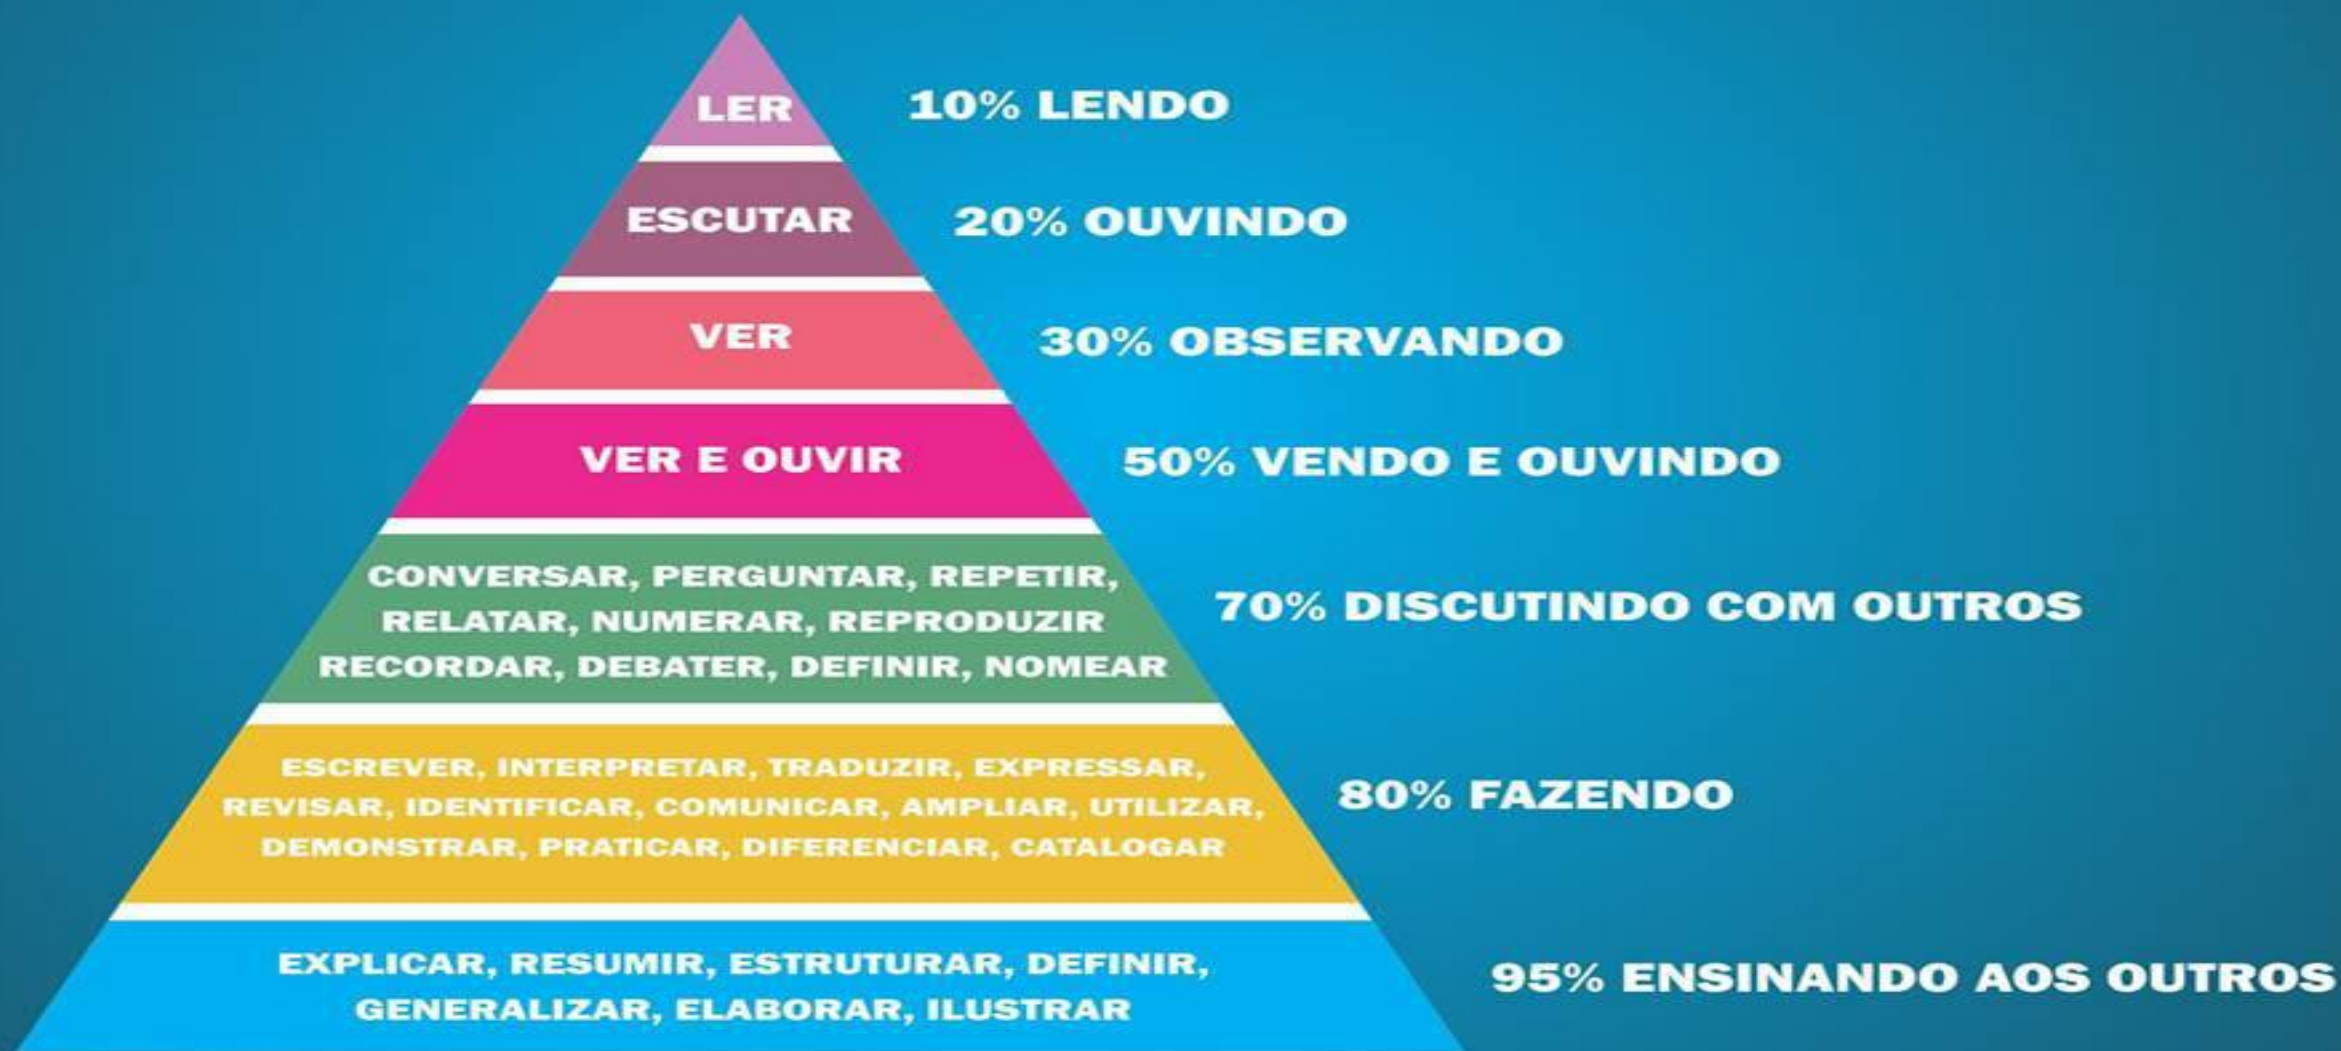 LER
10% LENDO
ESCUTAR
20% OUVINDO
VER
30% OBSERVANDO
VER E OUVIR
50% VENDO E OUVINDO
CONVERSAR, PERGUNTAR, REPETIR,
RELATAR, NUMERAR, REPRODUZIR
RECORDAR, DEBATER, DEFINIR, NOMEAR
70% DISCUTINDO COM OUTROS
ESCREVER, INTERPRETAR, TRADUZIR, EXPRESSAR,
REVISAR, IDENTIFICAR, COMUNICAR, AMPLIAR, UTILIZAR,
DEMONSTRAR, PRATICAR, DIFERENCIAR, CATALOGAR
80% FAZENDO
EXPLICAR, RESUMIR, ESTRUTURAR, DEFINIR,
GENERALIZAR, ELABORAR, ILUSTRAR
95% ENSINANDO AOS OUTROS